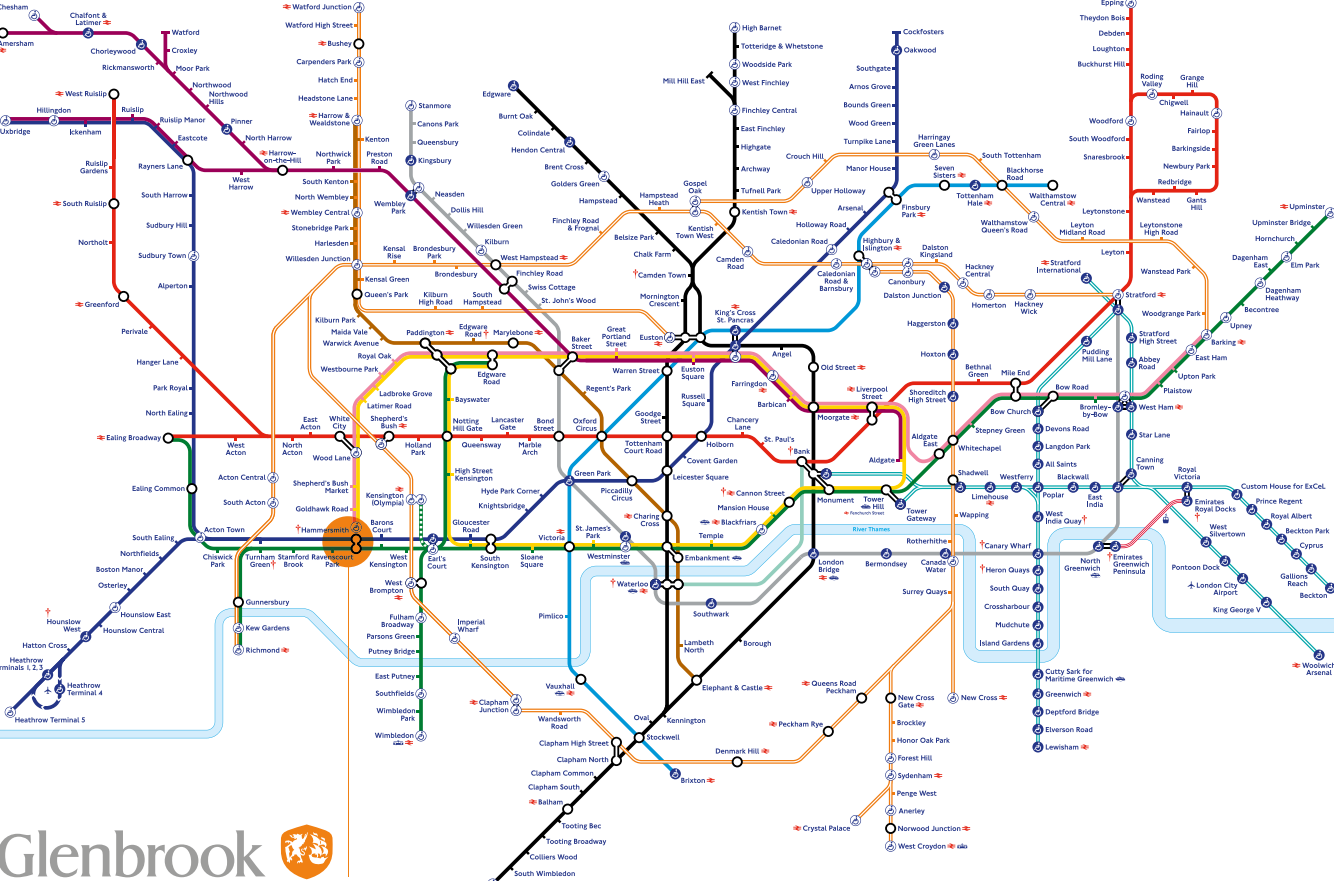 Chesham
Chalfont &
Latimer
Amersham
Chorleywood
Rickmansworth
Watford
Croxley
Moor Park
Northwood
Northwood
Hills
Pinner
North Harrow
Harrow-
on-the-Hill
West Ruislip
Hillingdon
Uxbridge
Ickenham
Ruislip
Ruislip Manor
Eastcote
Rayners Lane
West
Harrow
Northwick
Park
Preston
Road
Ruislip
Gardens
South Ruislip
Northolt
Greenford
Perivale
Hanger Lane
South Harrow
Sudbury Hill
Sudbury Town
Alperton
Park Royal
North Ealing
Ealing Broadway
West
Acton
North
Acton
East
Acton
White
City
Shepherd's
Bush
Holland
Park
Notting
Hill Gate
Queensway
Lancaster
Gate
Marble
Arch
Bond
Street
Oxford
Circus
Tottenham
Court Road
Holborn
Chancery
Lane
St. Paul's
Bank
Watford Junction
Watford High Street
Bushey
Carpenders Park
Hatch End
Headstone Lane
Harrow &
Wealdstone
Kenton
South Kenton
North Wembley
Wembley Central
Stonebridge Park
Harlesden
Willesden Junction
Kensal Green
Queen's Park
Kilburn Park
Maida Vale
Warwick Avenue
Paddington
Edgware
Road
Marylebone
Baker
Street
Stanmore
Canons Park
Queensbury
Kingsbury
Wembley
Park
Neasden
Dollis Hill
Willesden Green
Kilburn
West Hampstead
Finchley Road
Swiss Cottage
St. John's Wood
Kensal
Rise
Brondesbury
Park
Brondesbury
Kilburn
High Road
South
Hampstead
Finchley Road
& Frognal
Hampstead
Heath
Gospel
Oak
Kentish
Town West
Camden
Road
Edgware
Burnt Oak
Colindale
Hendon Central
Brent Cross
Golders Green
Hampstead
Belsize Park
Chalk Farm
Camden Town
Mornington
Crescent
Euston
High Barnet
Totteridge & Whetstone
Woodside Park
Mill Hill East
West Finchley
Finchley Central
East Finchley
Highgate
Archway
Tufnell Park
Kentish Town
Cockfosters
Oakwood
Southgate
Arnos Grove
Bounds Green
Wood Green
Turnpike Lane
Manor House
Finsbury
Park
Arsenal
Holloway Road
Caledonian Road
King's Cross
St. Pancras
Crouch Hill
Upper Holloway
Harringay
Green Lanes
South Tottenham
Seven
Sisters
Tottenham
Hale
Blackhorse
Road
Walthamstow
Central
Walthamstow
Queen's Road
Leyton
Midland Road
Leytonstone
High Road
Wanstead Park
Woodgrange Park
Highbury &
Islington
Caledonian
Road &
Barnsbury
Canonbury
Dalston
Kingsland
Dalston Junction
Hackney
Central
Homerton
Hackney
Wick
Haggerston
Hoxton
Shoreditch
High Street
Epping
Theydon Bois
Debden
Loughton
Buckhurst Hill
Roding
Valley
Chigwell
Grange
Hill
Hainault
Fairlop
Barkingside
Newbury Park
Redbridge
Gants
Hill
Wanstead
Woodford
South Woodford
Snaresbrook
Leytonstone
Leyton
Stratford
International
Stratford
Stratford
High Street
Pudding
Mill Lane
Abbey
Road
Upminster
Upminster Bridge
Hornchurch
Elm Park
Dagenham
East
Dagenham
Heathway
Becontree
Upney
Barking
East Ham
Upton Park
Plaistow
West Ham
Bromley-
by-Bow
Bow Road
Bow Church
Mile End
Bethnal
Green
Stepney Green
Whitechapel
Aldgate
East
Aldgate
Liverpool
Street
Moorgate
Old Street
Angel
Barbican
Farringdon
Euston
Square
Great
Portland
Street
Warren Street
Regent's Park
Goodge
Street
Russell
Square
Royal Oak
Westbourne Park
Ladbroke Grove
Latimer Road
Wood Lane
Shepherd's Bush
Market
Goldhawk Road
Hammersmith
Edgware
Road
Bayswater
High Street
Kensington
Kensington
(Olympia)
Green Park
Hyde Park Corner
Knightsbridge
Piccadilly
Circus
Leicester Square
Covent Garden
Charing
Cross
Embankment
Temple
Blackfriars
Mansion House
Cannon Street
Monument
Tower
Hill
Fenchurch Street
Tower
Gateway
Shadwell
Limehouse
Westferry
Poplar
Blackwall
East
India
Canning
Town
Star Lane
Devons Road
Langdon Park
All Saints
Royal
Victoria
Custom House for ExCeL
Prince Regent
Royal Albert
Beckton Park
Cyprus
Gallions
Reach
Beckton
Emirates
Royal Docks
West
Silvertown
Pontoon Dock
London City
Airport
King George V
Woolwich
Arsenal
Emirates
Greenwich
Peninsula
North
Greenwich
West
India Quay
Canary Wharf
Heron Quays
South Quay
Crossharbour
Mudchute
Island Gardens
Cutty Sark for
Maritime Greenwich
Greenwich
Deptford Bridge
Elverson Road
Lewisham
Wapping
Rotherhithe
Canada
Water
Surrey Quays
Bermondsey
London
Bridge
River Thames
Southwark
Waterloo
Westminster
St. James's
Park
Victoria
Sloane
Square
South
Kensington
Gloucester
Road
Earl's
Court
West
Kensington
Barons
Court
Ravenscourt
Park
Stamford
Brook
Turnham
Green
Chiswick
Park
Acton Town
Acton Central
South Acton
Ealing Common
South Ealing
Northfields
Boston Manor
Osterley
Hounslow East
Hounslow Central
Hounslow
West
Hatton Cross
Heathrow
rminals 1, 2, 3
Heathrow
Terminal 4
Heathrow Terminal 5
Gunnersbury
Kew Gardens
Richmond
West
Brompton
Fulham
Broadway
Parsons Green
Putney Bridge
East Putney
Southfields
Wimbledon
Park
Wimbledon
Imperial
Wharf
Clapham
Junction
Wandsworth
Road
Pimlico
Vauxhall
Stockwell
Brixton
Oval
Kennington
Lambeth
North
Elephant & Castle
Borough
Clapham High Street
Clapham North
Clapham Common
Clapham South
Balham
Tooting Bec
Tooting Broadway
Colliers Wood
South Wimbledon
Denmark Hill
Peckham Rye
Queens Road
Peckham
New Cross
Gate
New Cross
Brockley
Honor Oak Park
Forest Hill
Sydenham
Penge West
Anerley
Crystal Palace
Norwood Junction
West Croydon
Glenbrook